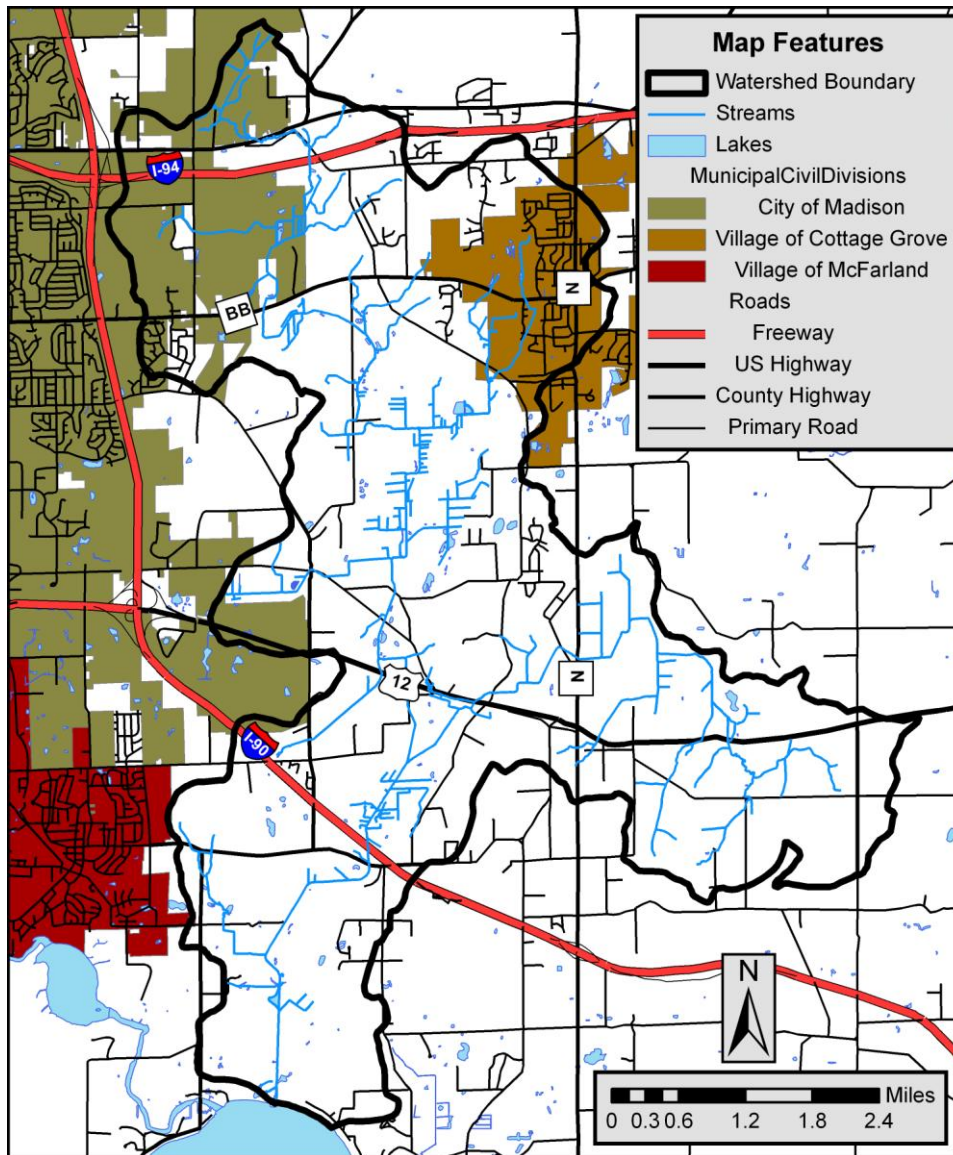 Map Features
Watershed Boundary
Streams
Lakes
MunicipalCivilDivisions
City of Madison
Village of Cottage Grove
Village of McFarland
Roads
Freeway
US Highway
County Highway
Primary Road
I-94
BB
N
12
N
I-90
N
Miles
0 0.3 0.6 1.2 1.8 2.4